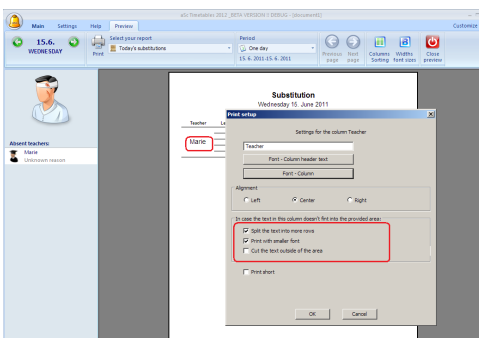 aSc Timetables 2012_BETA VERSION ! DEBUG - [document1]
Main Settings Help Preview
Customize
15.6.
WEDNESDAY
Print
Select your report
Today's substitutions
Period
One day
15. 6. 2011-15. 6. 2011
Previous page
Next page
Columns Sorting
Widths font sizes
Close preview
Absent teachers:
Marie
Unknown reason
Substitution
Wednesday 15. June 2011
Teacher
Marie
Print setup
Settings for the column Teacher
Teacher
Font - Column header text
Font - Column
Alignment
Left Center Right
In case the text in this column doesn't fint into the provided area:
Split the text into more rows
Print with smaller font
Cut the text outside of the area
Print short
OK Cancel